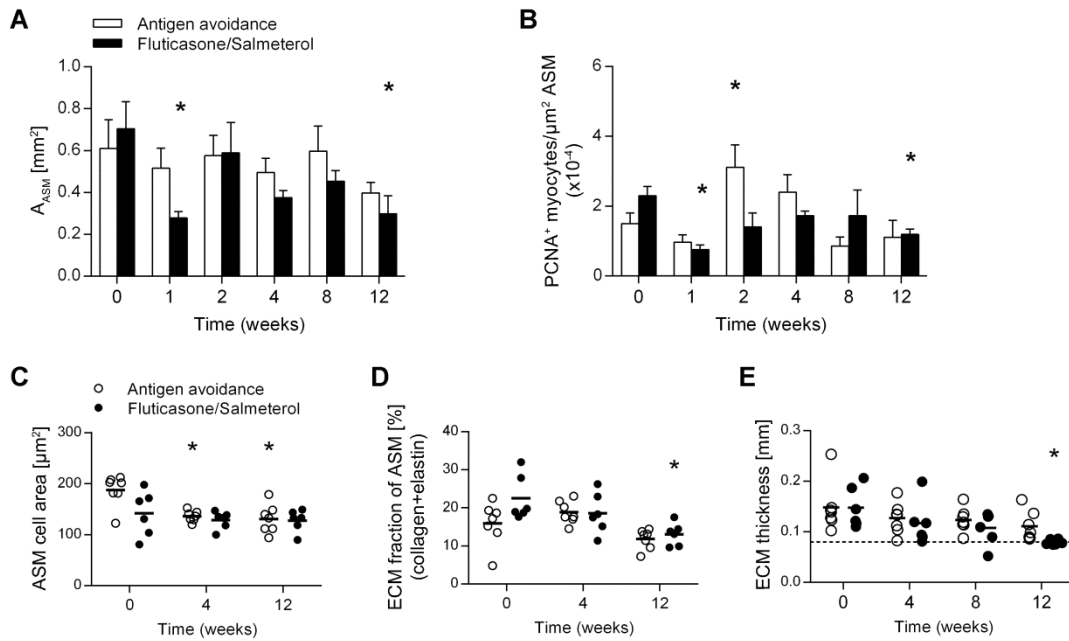 A
Antigen avoidance
Fluticasone/Salmeterol
1.0
0.8
0.6
0.4
0.2
0.0
A_ASM [mm²]
*
*
0 1 2 4 8 12
Time (weeks)
B
6
4
2
0
PCNA⁺ myocytes/µm² ASM
(x10⁻⁴)
*
*
*
0 1 2 4 8 12
Time (weeks)
C
Antigen avoidance
Fluticasone/Salmeterol
300
200
100
0
ASM cell area [µm²]
*
*
0 4 12
Time (weeks)
D
40
30
20
10
0
ECM fraction of ASM [%]
(collagen+elastin)
*
0 4 12
Time (weeks)
E
0.3
0.2
0.1
0.0
ECM thickness [mm]
*
0 4 8 12
Time (weeks)